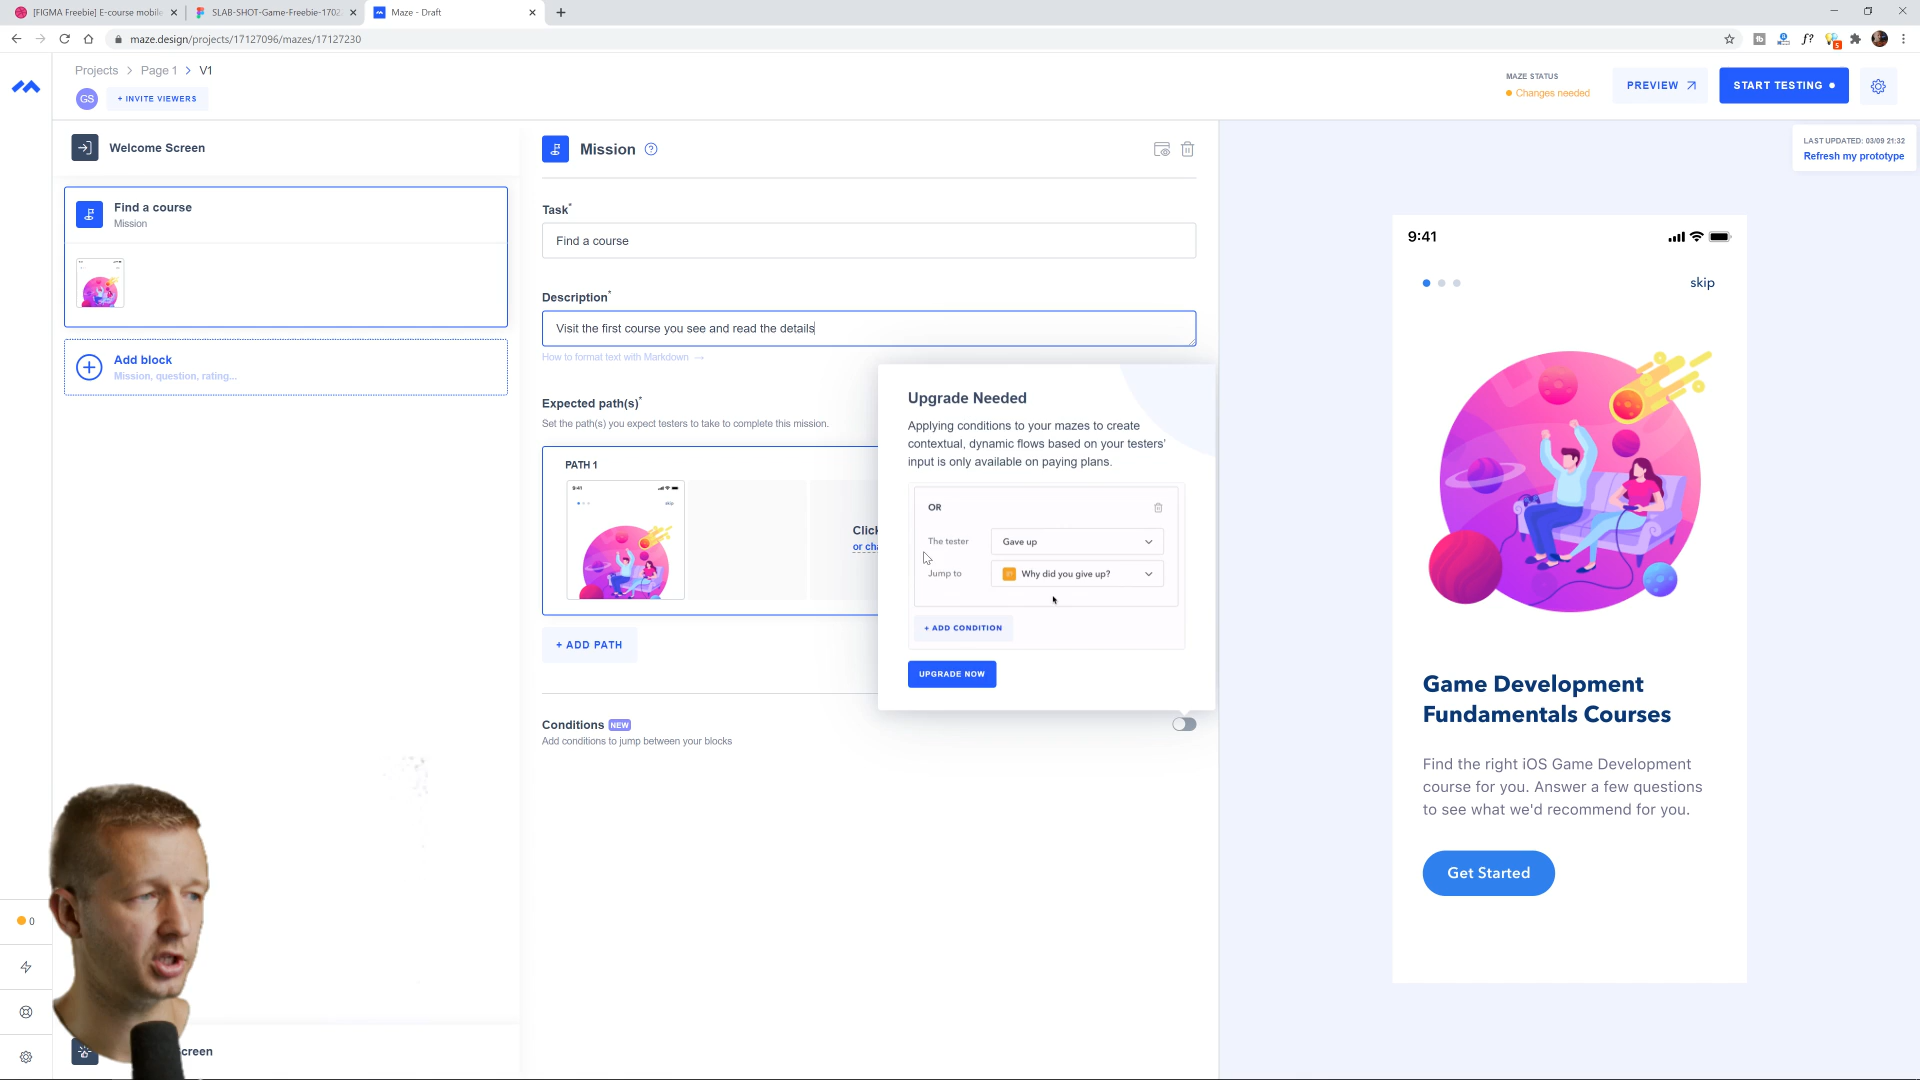 [FIGMA Freebie] E-course mobile
SLAB-SHOT-Game-Freebie-1702
Maze - Draft
maze.design/projects/17127096/mazes/17127230
Projects > Page 1 > V1
GS
+ INVITE VIEWERS
MAZE STATUS
Changes needed
PREVIEW
START TESTING
Welcome Screen
Find a course
Mission
Add block
Mission, question, rating...
Mission
Task*
Find a course
Description*
Visit the first course you see and read the details
How to format text with Markdown →
Expected path(s)*
Set the path(s) you expect testers to take to complete this mission.
PATH 1
9:41
skip
Click
or cha
+ ADD PATH
Conditions NEW
Add conditions to jump between your blocks
Upgrade Needed
Applying conditions to your mazes to create
contextual, dynamic flows based on your testers'
input is only available on paying plans.
OR
The tester
Gave up
Jump to
Why did you give up?
+ ADD CONDITION
UPGRADE NOW
LAST UPDATED: 03/09 21:32
Refresh my prototype
9:41
skip
Game Development
Fundamentals Courses
Find the right iOS Game Development
course for you. Answer a few questions
to see what we'd recommend for you.
Get Started
0
creen